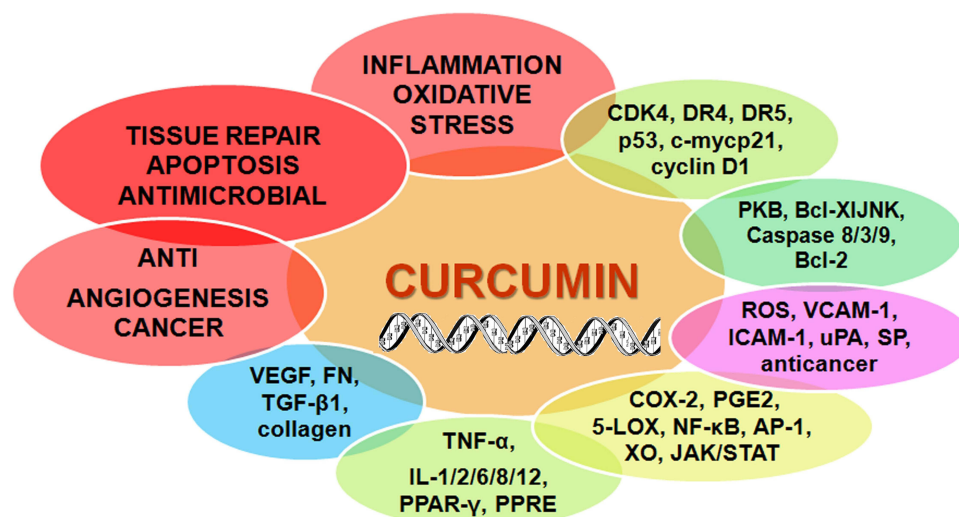 INFLAMMATION
OXIDATIVE
STRESS
TISSUE REPAIR
APOPTOSIS
ANTIMICROBIAL
ANTI
ANGIOGENESIS
CANCER
CURCUMIN
CDK4, DR4, DR5,
p53, c-mycp21,
cyclin D1
PKB, Bcl-XlJNK,
Caspase 8/3/9,
Bcl-2
ROS, VCAM-1,
ICAM-1, uPA, SP,
anticancer
COX-2, PGE2,
5-LOX, NF-κB, AP-1,
XO, JAK/STAT
TNF-α,
IL-1/2/6/8/12,
PPAR-γ, PPRE
VEGF, FN,
TGF-β1,
collagen